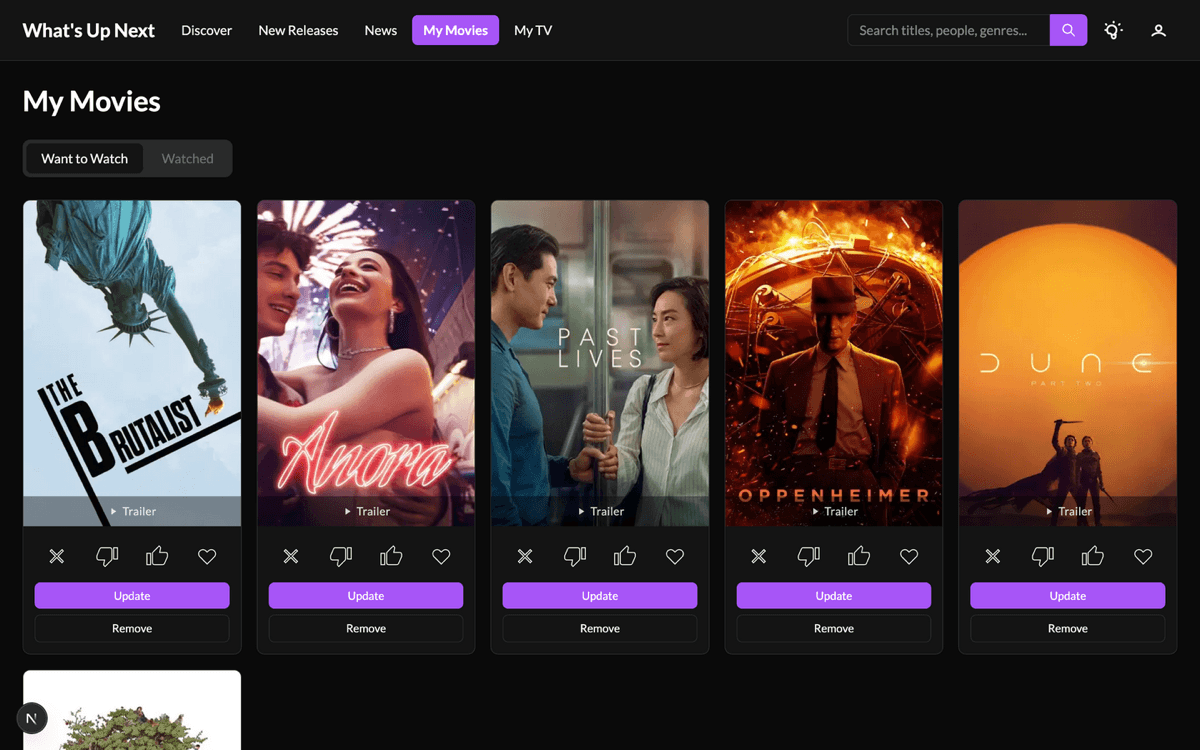 What's Up Next Discover New Releases News My Movies My TV Search titles, people, genres...
My Movies
Want to Watch Watched
THE
BRUTALIST
Anora
PAST
LIVES
OPPENHEIMER
DUNE
PART TWO
Trailer Trailer Trailer Trailer Trailer
Update Update Update Update Update
Remove Remove Remove Remove Remove
N